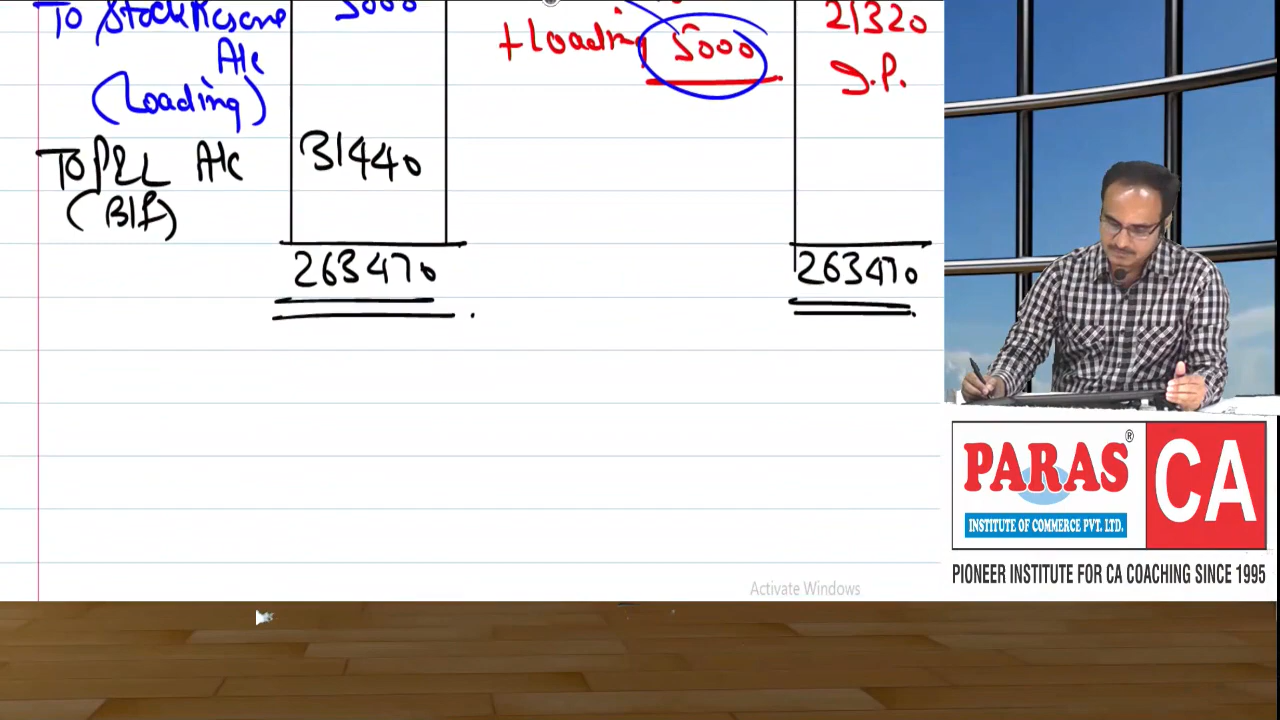 To Stock Reserve 5000
A/c
(Loading)
+Loading 5000
21320
I.P.
To P&L A/c 31440
(B/F)
263470 263470
PARAS®
CA
INSTITUTE OF COMMERCE PVT. LTD.
PIONEER INSTITUTE FOR CA COACHING SINCE 1995
Activate Windows